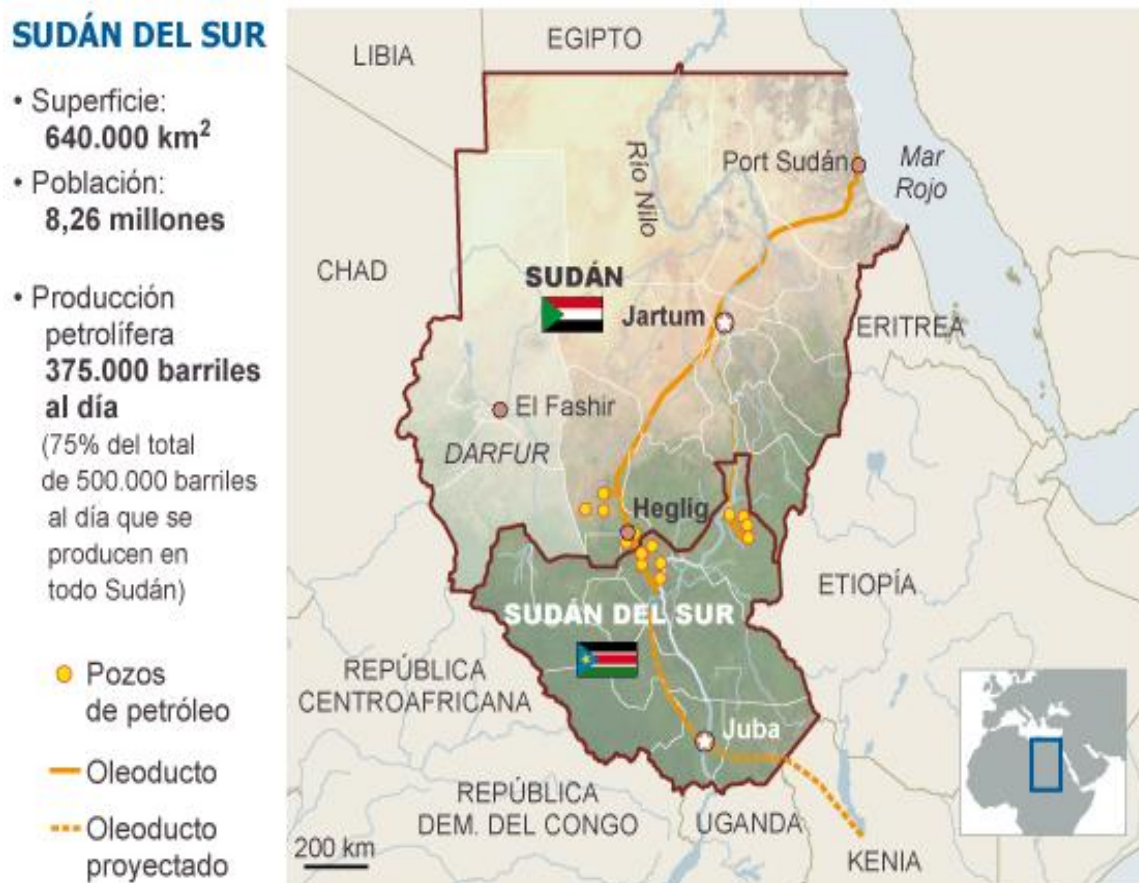 SUDÁN DEL SUR
• Superficie:
640.000 km²
• Población:
8,26 millones
• Producción
petrolífera
375.000 barriles
al día
(75% del total
de 500.000 barriles
al día que se
producen en
todo Sudán)
Pozos
de petróleo
Oleoducto
Oleoducto
proyectado
EGIPTO
LIBIA
Port Sudán
Mar
Rojo
Río Nilo
CHAD
SUDÁN
Jartum
ERITREA
El Fashir
DARFUR
Heglig
ETIOPÍA
SUDÁN DEL SUR
REPÚBLICA
CENTROAFRICANA
Juba
REPÚBLICA
DEM. DEL CONGO
UGANDA
KENIA
200 km